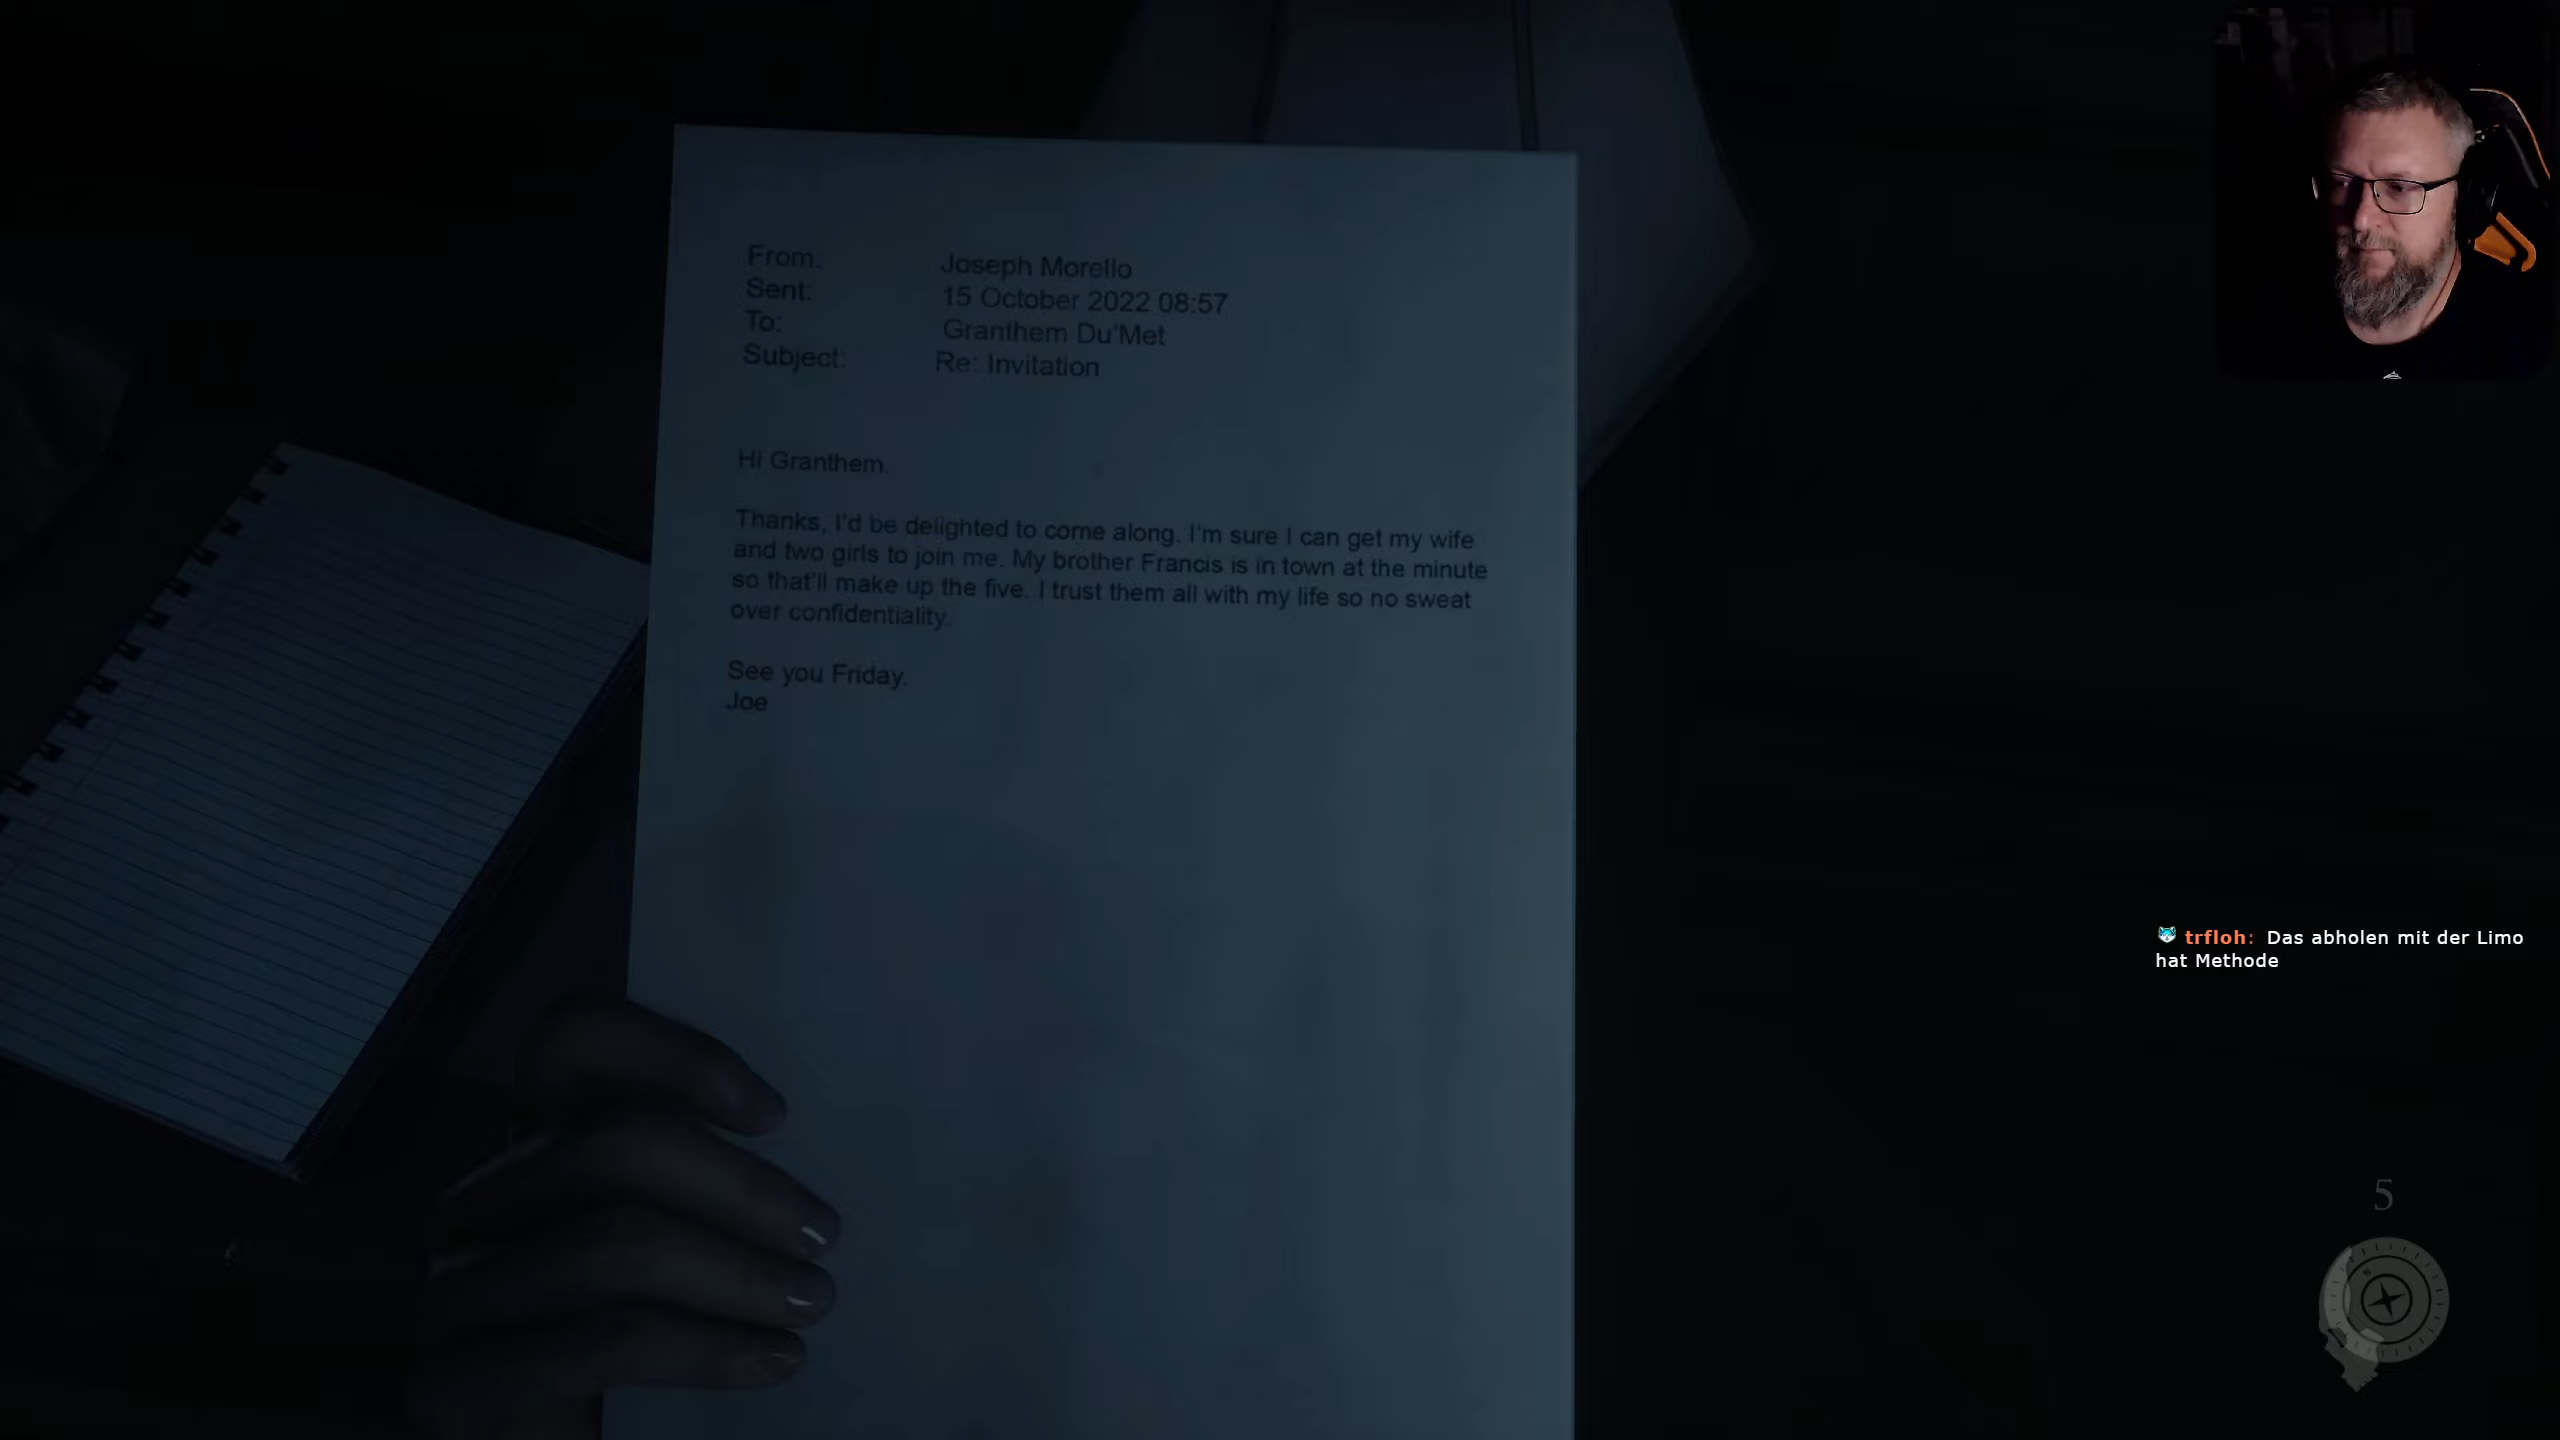 From: Joseph Morello
Sent: 15 October 2022 08:57
To: Granthem Du'Met
Subject: Re: Invitation
Hi Granthem.
Thanks, I'd be delighted to come along. I'm sure I can get my wife
and two girls to join me. My brother Francis is in town at the minute
so that'll make up the five. I trust them all with my life so no sweat
over confidentiality.
See you Friday.
Joe
trfloh: Das abholen mit der Limo
hat Methode
5